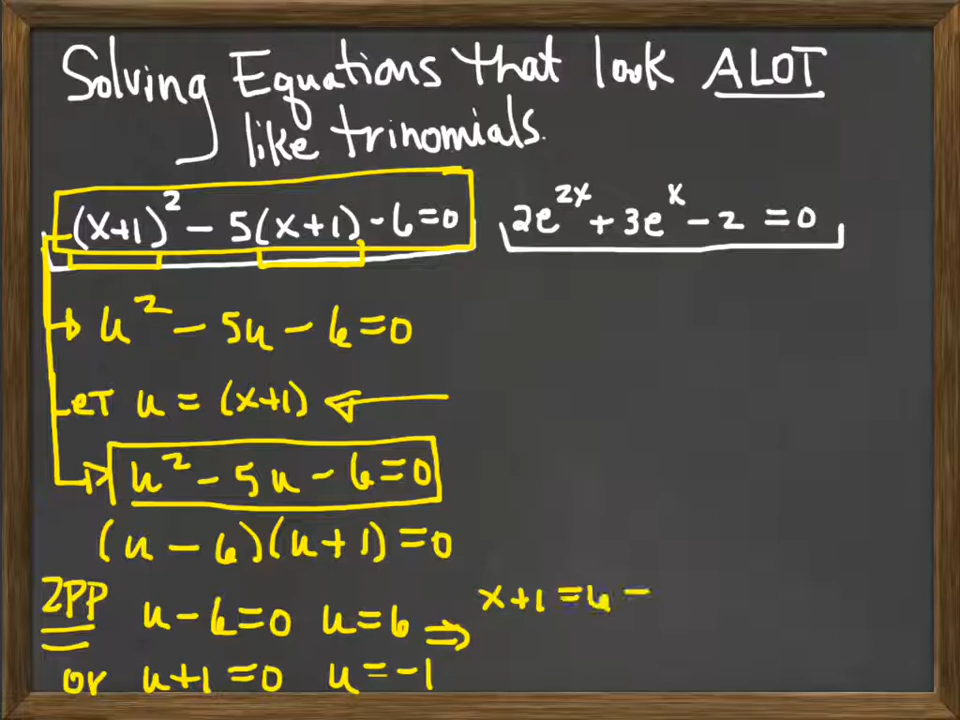 Solving Equations that look ALOT
like trinomials.
(x+1)² - 5(x+1) - 6 = 0
2e^{2x} + 3e^{x} - 2 = 0
u² - 5u - 6 = 0
Let u = (x+1)
u² - 5u - 6 = 0
(u - 6)(u + 1) = 0
ZPP u - 6 = 0 u = 6 ⇒ x+1 = u =
or u + 1 = 0 u = -1